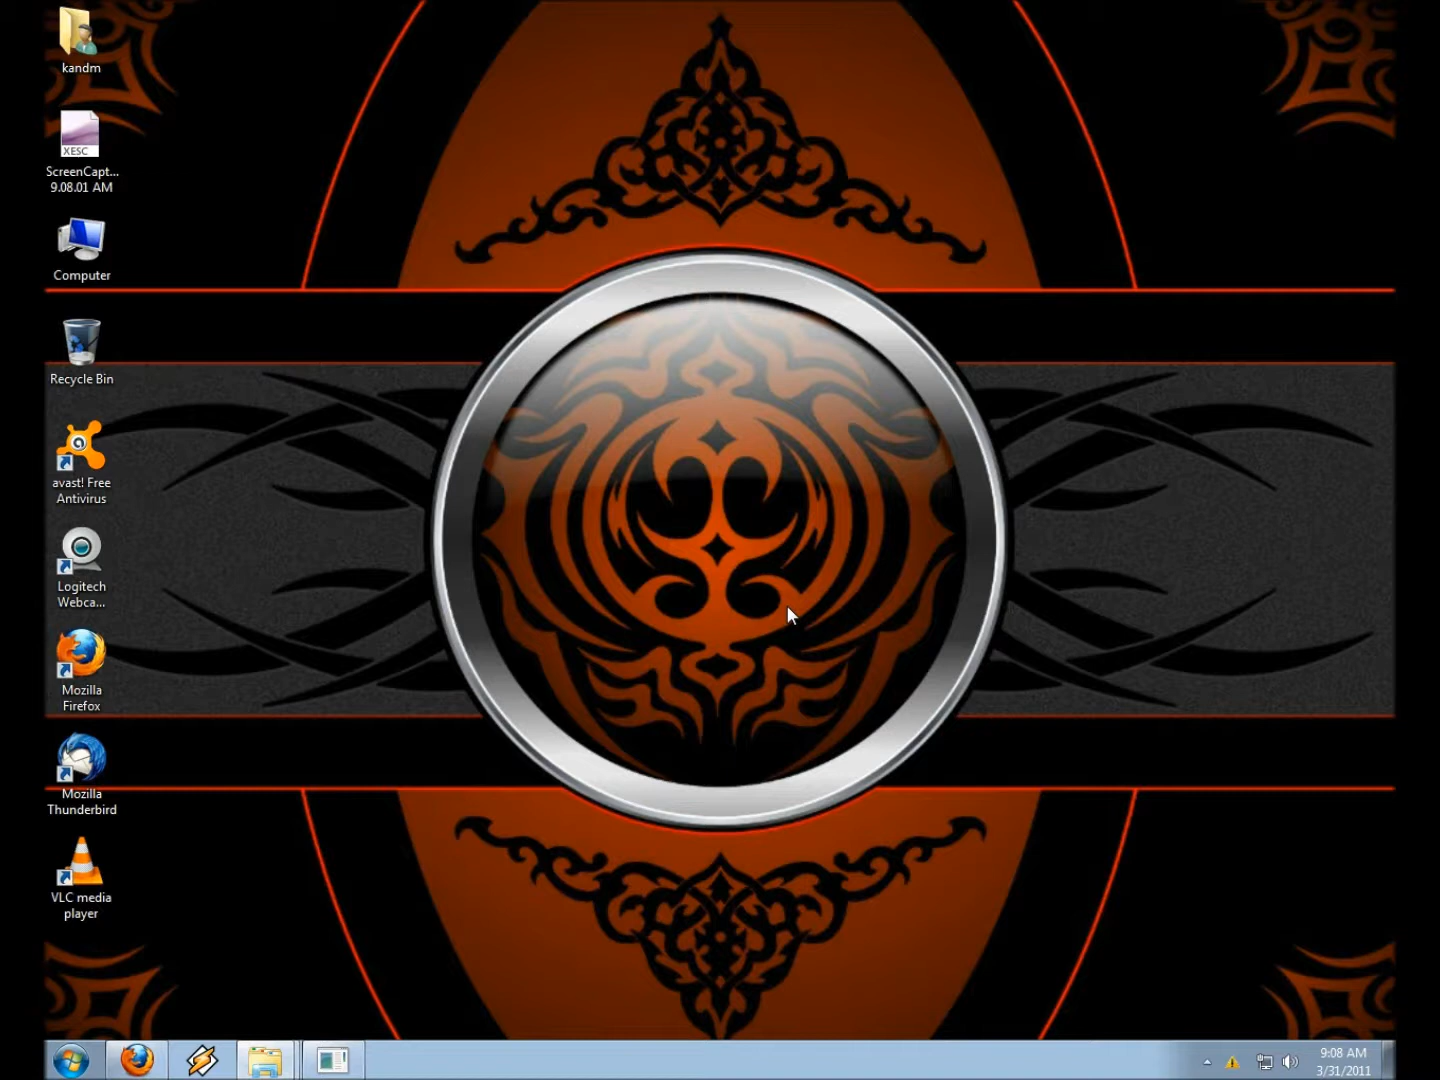 kandm
XESC
ScreenCapt...
9.08.01 AM
Computer
Recycle Bin
avast! Free
Antivirus
Logitech
Webca...
Mozilla
Firefox
Mozilla
Thunderbird
VLC media
player
9:08 AM
3/31/2011